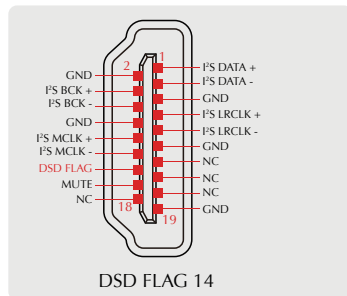 1
2
I²S DATA +
GND
I²S DATA -
I²S BCK +
GND
I²S BCK -
I²S LRCLK +
GND
I²S LRCLK -
I²S MCLK +
GND
I²S MCLK -
NC
DSD FLAG
NC
MUTE
NC
NC
GND
18
19
DSD FLAG 14